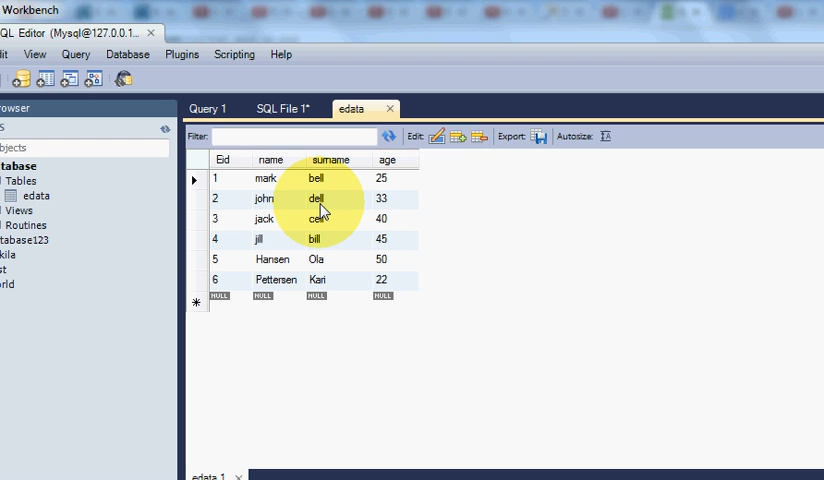 Workbench
QL Editor (Mysql@127.0.0.1...
dit View Query Database Plugins Scripting Help
rowser
Query 1 SQL File 1* edata
S
Filter: Edit: Export: Autosize:
bjects
Eid name surname age
tabase
1 mark bell 25
Tables
edata
2 john dell 33
Views
3 jack cell 40
Routines
tabase123
4 jill bill 45
kila
5 Hansen Ola 50
st
orld
6 Pettersen Kari 22
NULL NULL NULL NULL
edata 1